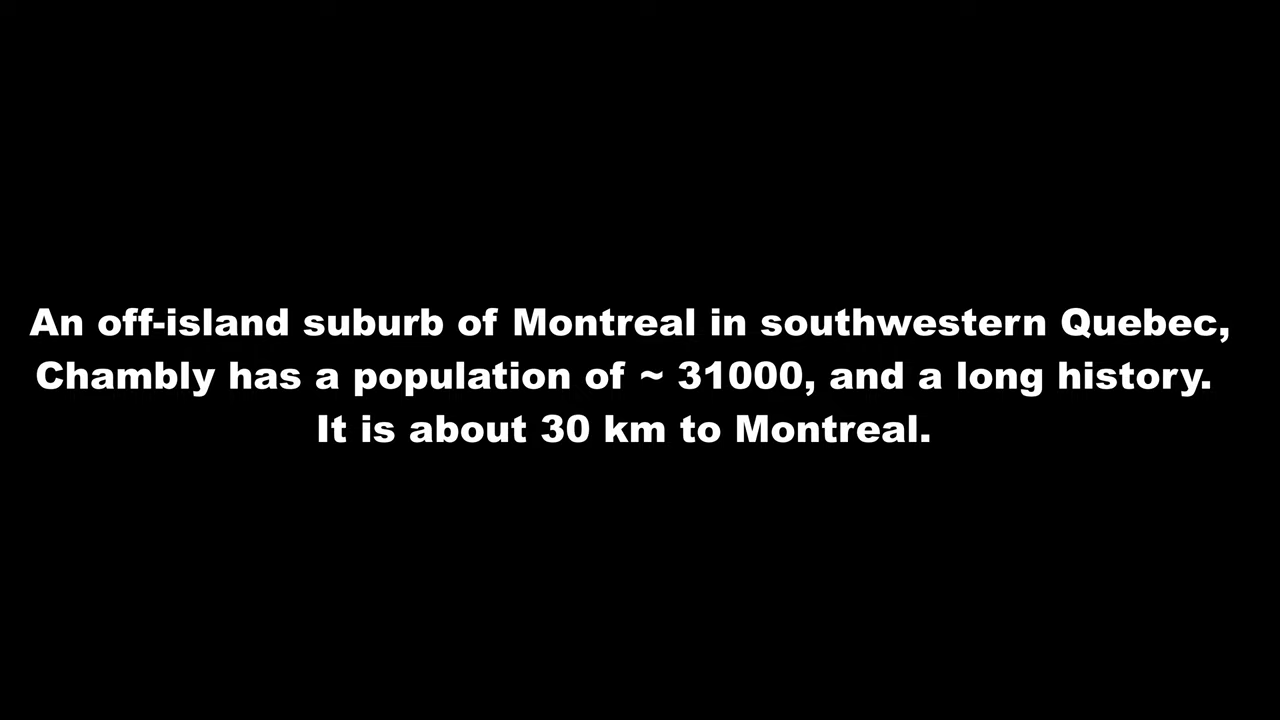 An off-island suburb of Montreal in southwestern Quebec,
Chambly has a population of ~ 31000, and a long history.
It is about 30 km to Montreal.